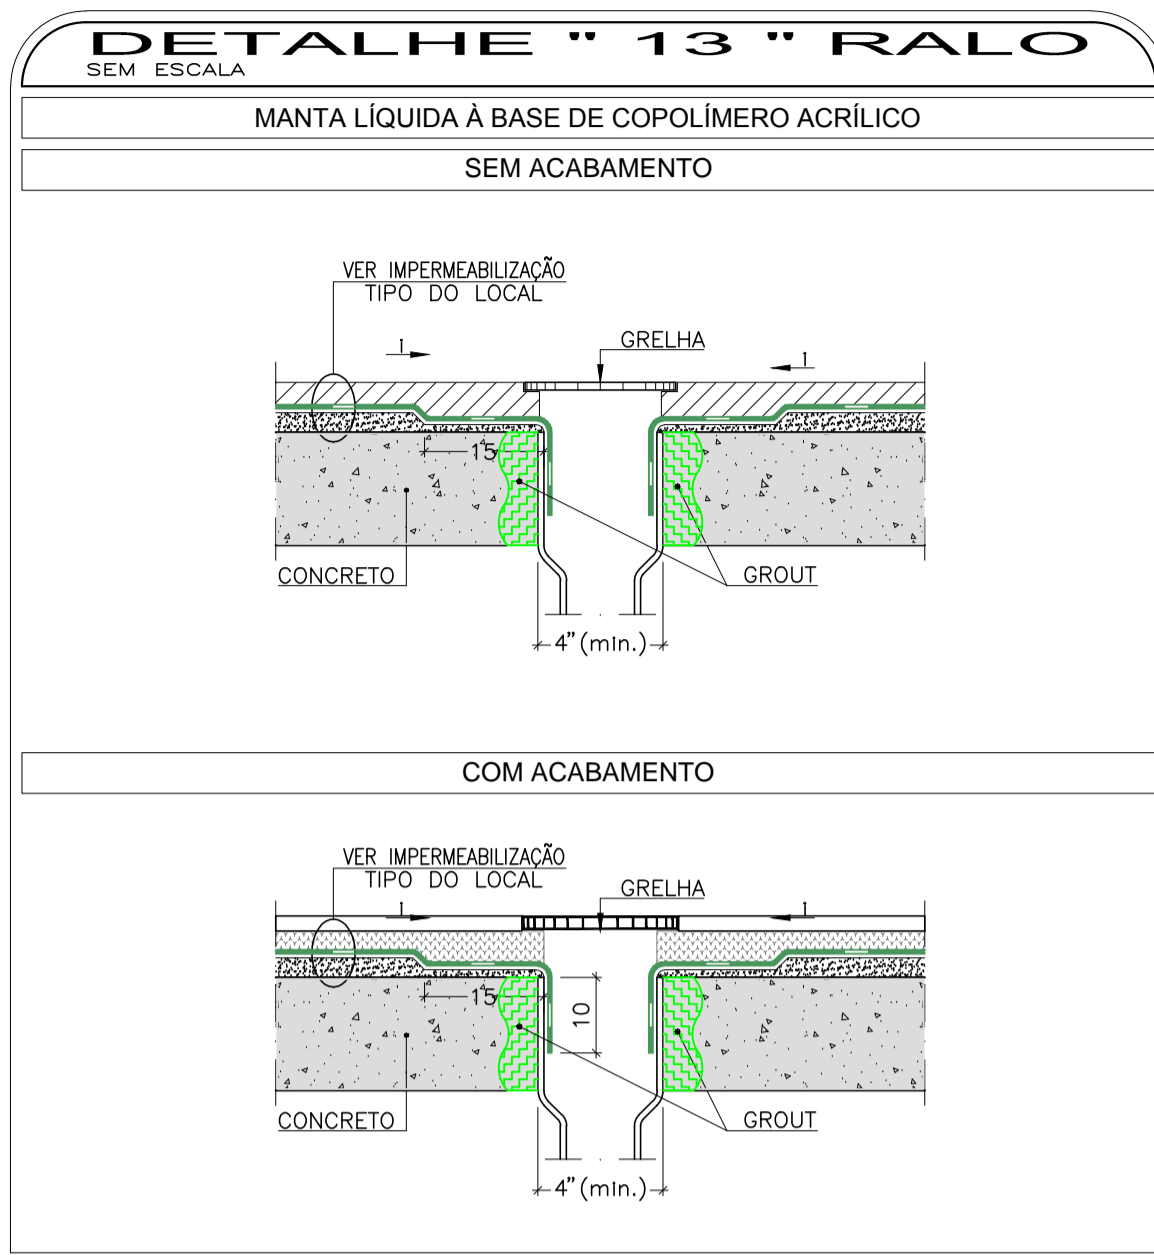 DETALHE " 13 " RALO
SEM ESCALA
MANTA LÍQUIDA À BASE DE COPOLÍMERO ACRÍLICO
SEM ACABAMENTO
VER IMPERMEABILIZAÇÃO
TIPO DO LOCAL
GRELHA
i
i
15
CONCRETO
GROUT
4"(min.)
COM ACABAMENTO
VER IMPERMEABILIZAÇÃO
TIPO DO LOCAL
GRELHA
i
i
15
10
CONCRETO
GROUT
4"(min.)